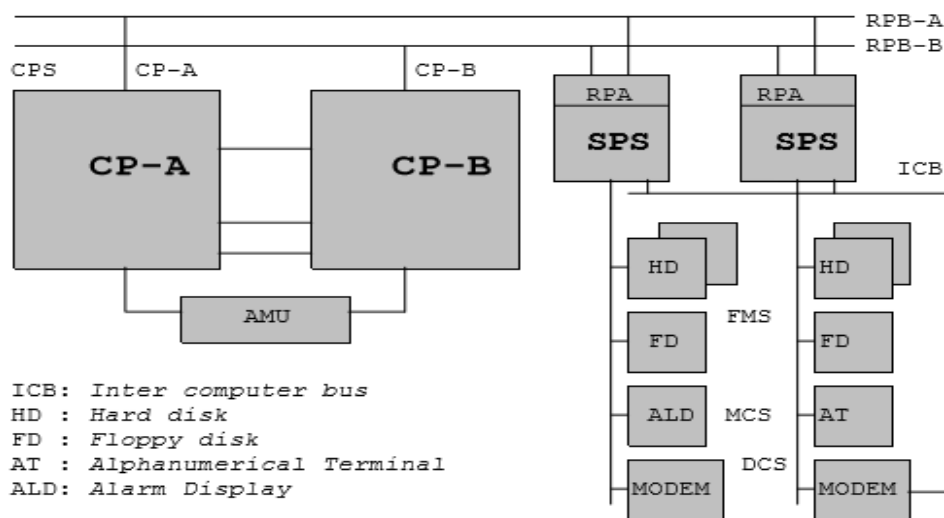 RPB-A
RPB-B
CPS CP-A CP-B
RPA RPA
CP-A CP-B SPS SPS
ICB
HD HD
AMU FMS
FD FD
ICB: Inter computer bus
HD : Hard disk
ALD MCS AT
FD : Floppy disk
AT : Alphanumerical Terminal
DCS
ALD: Alarm Display
MODEM MODEM